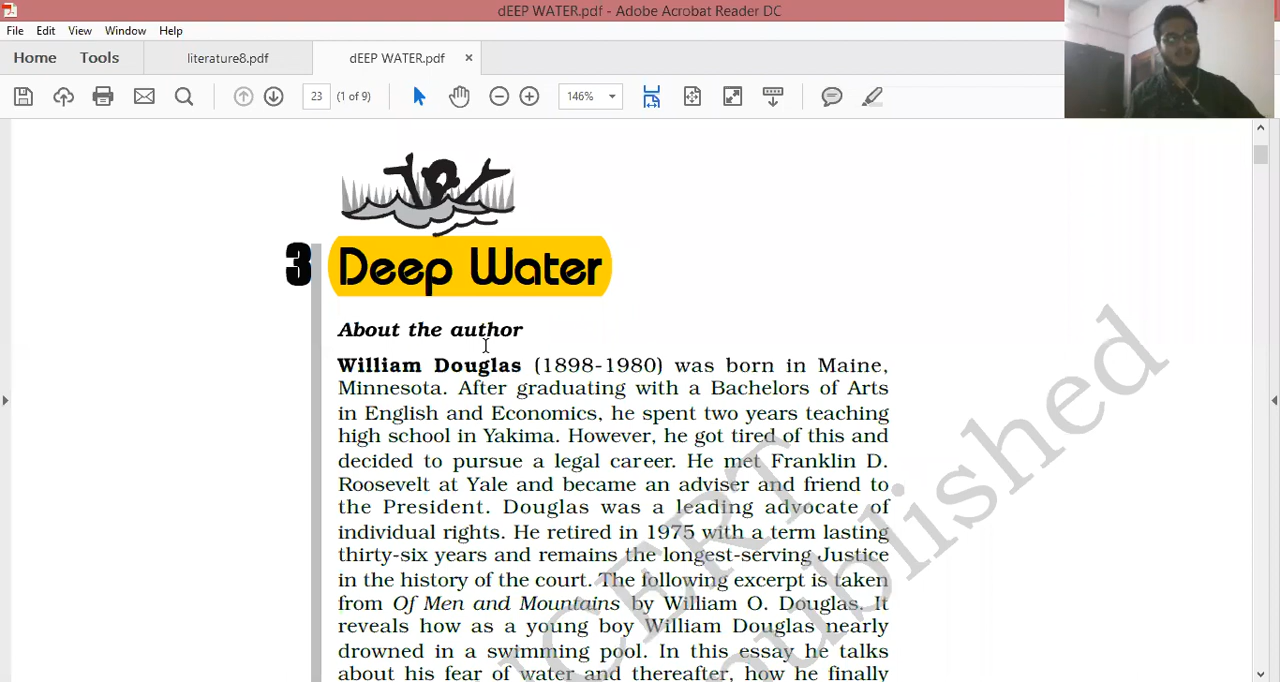 dEEP WATER.pdf - Adobe Acrobat Reader DC
File Edit View Window Help
Home Tools literature8.pdf dEEP WATER.pdf ×
23 (1 of 9) 146%
3 Deep Water
About the author
William Douglas (1898-1980) was born in Maine,
Minnesota. After graduating with a Bachelors of Arts
in English and Economics, he spent two years teaching
high school in Yakima. However, he got tired of this and
decided to pursue a legal career. He met Franklin D.
Roosevelt at Yale and became an adviser and friend to
the President. Douglas was a leading advocate of
individual rights. He retired in 1975 with a term lasting
thirty-six years and remains the longest-serving Justice
in the history of the court. The following excerpt is taken
from Of Men and Mountains by William O. Douglas. It
reveals how as a young boy William Douglas nearly
drowned in a swimming pool. In this essay he talks
about his fear of water and thereafter, how he finally
NCERT
published